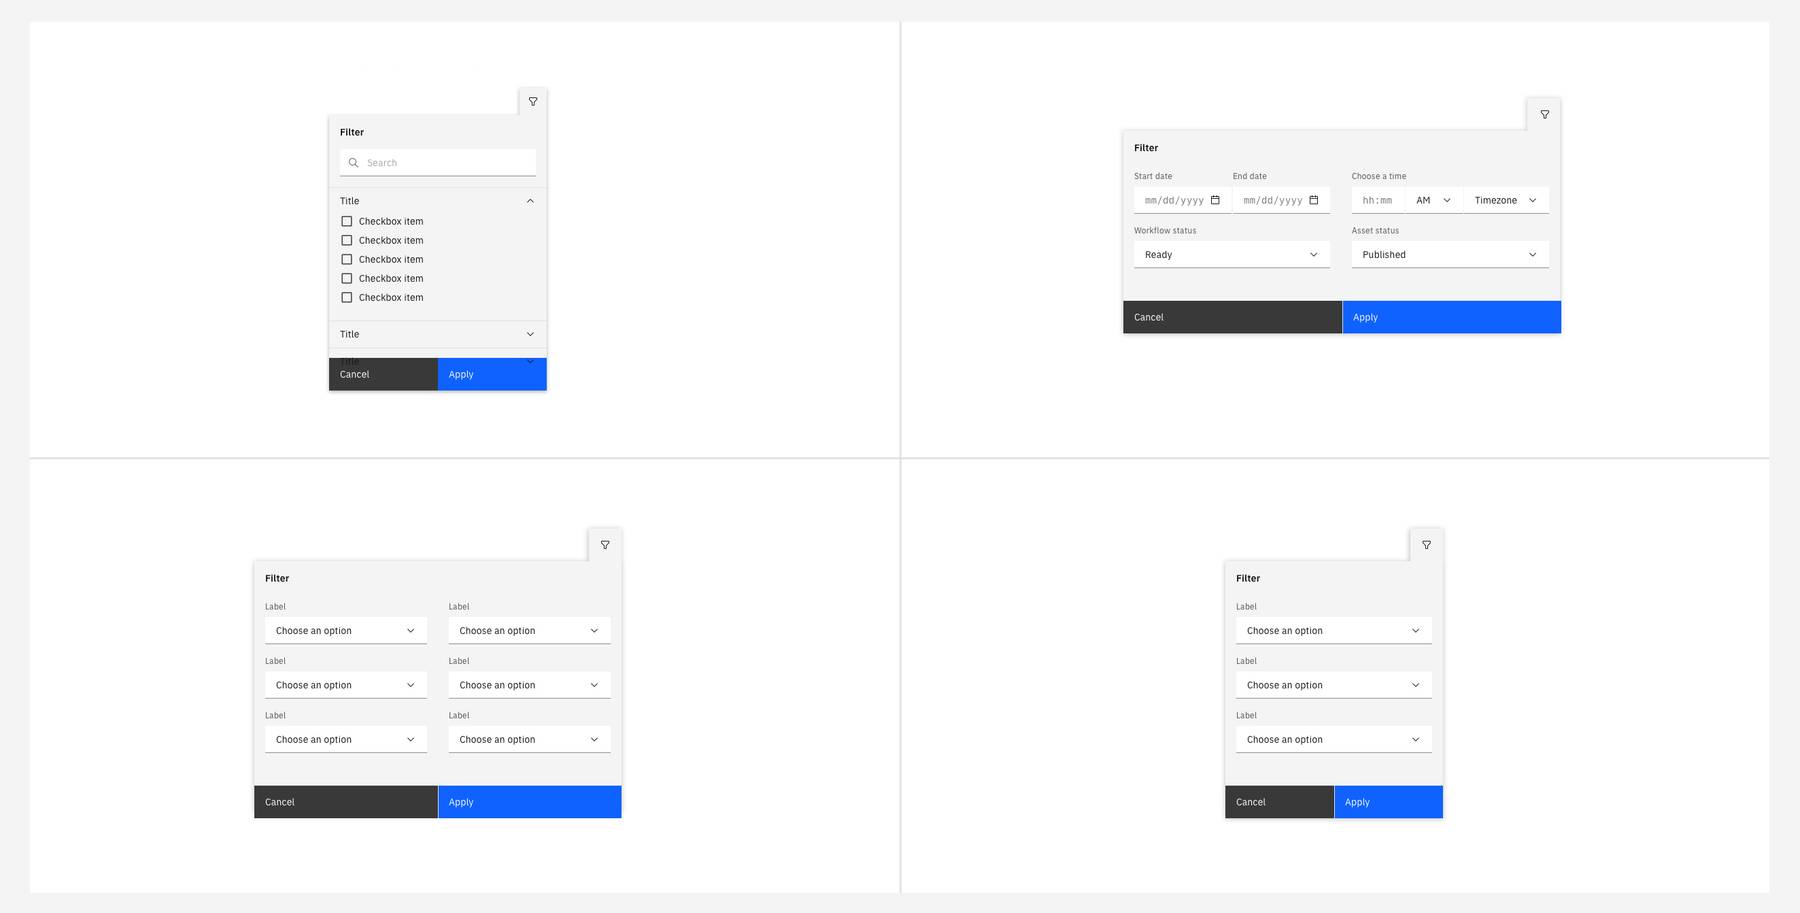 Filter
Search
Title
Checkbox item
Checkbox item
Checkbox item
Checkbox item
Checkbox item
Title
Title
Cancel Apply
Filter
Start date End date Choose a time
mm/dd/yyyy mm/dd/yyyy hh:mm AM Timezone
Workflow status Asset status
Ready Published
Cancel Apply
Filter
Label Label
Choose an option Choose an option
Label Label
Choose an option Choose an option
Label Label
Choose an option Choose an option
Cancel Apply
Filter
Label
Choose an option
Label
Choose an option
Label
Choose an option
Cancel Apply